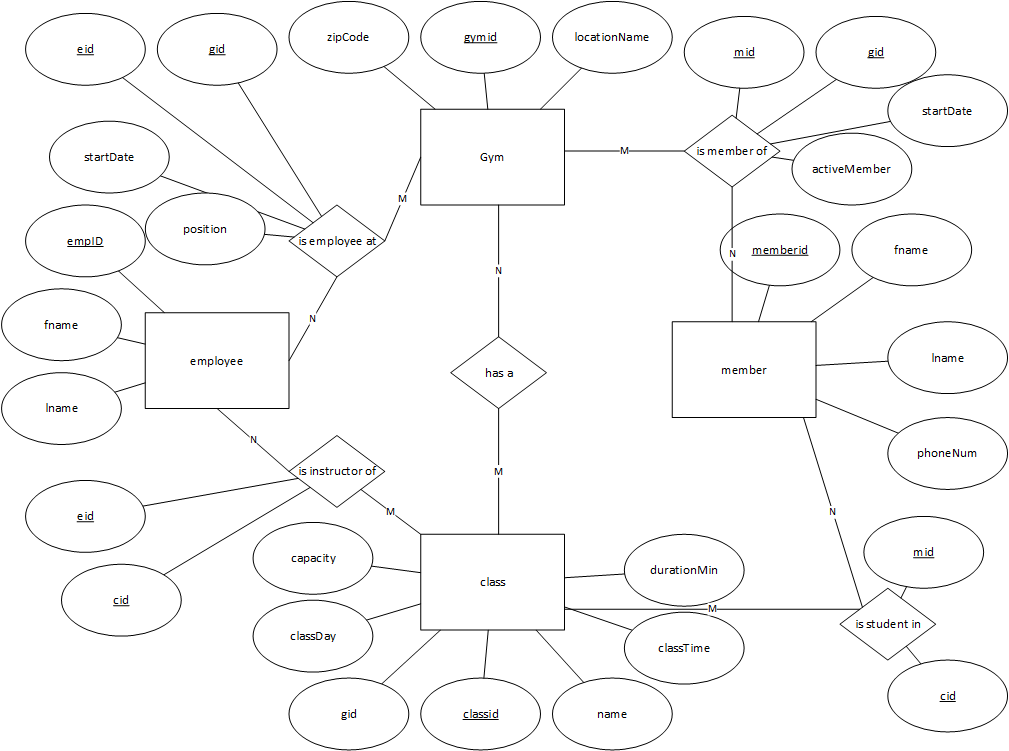 eid
gid
zipCode
gymid
locationName
mid
gid
startDate
activeMember
Gym
M
is member of
startDate
position
M
is employee at
empID
N
memberid
fname
N
fname
lname
employee
N
has a
member
lname
phoneNum
N
is instructor of
M
M
N
eid
cid
capacity
classDay
class
durationMin
M
classTime
mid
is student in
cid
gid
classid
name